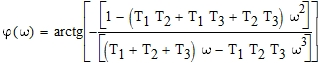 φ(ω) = arctg{-[[1 - (T₁ T₂ + T₁ T₃ + T₂ T₃) ω²] / [(T₁ + T₂ + T₃) ω - T₁ T₂ T₃ ω³]]}